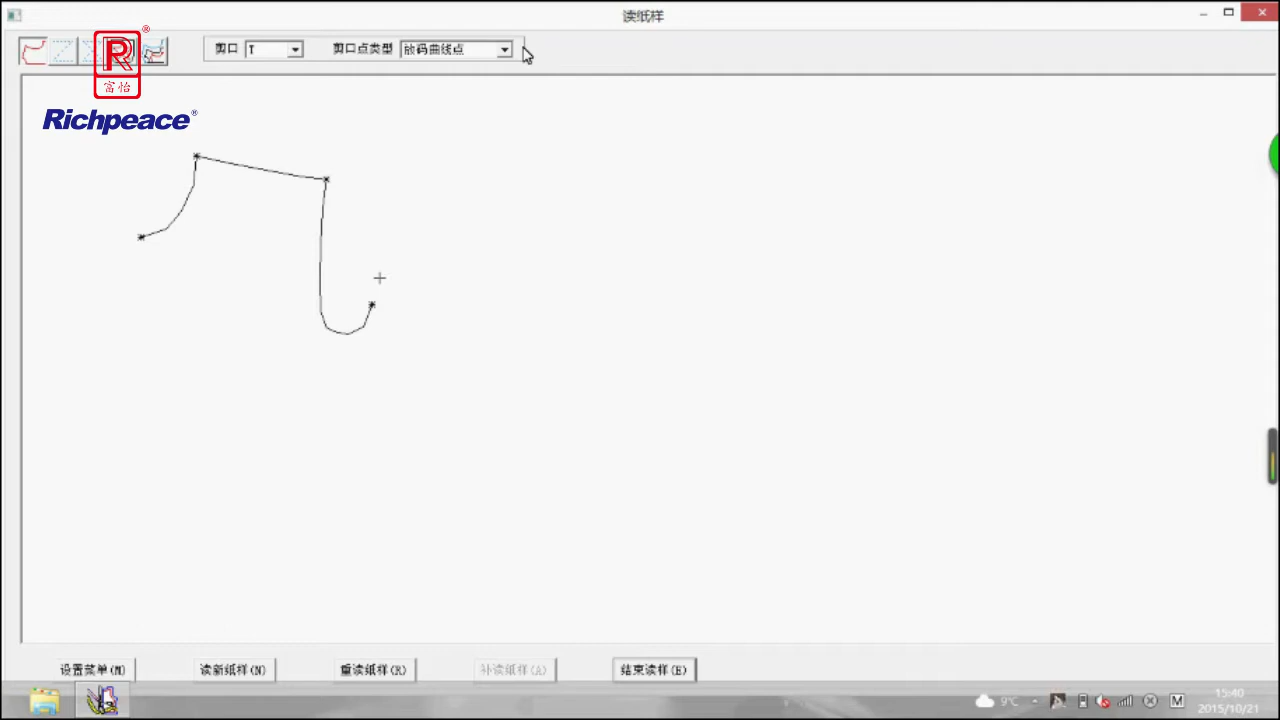 读纸样
剪口 T 剪口点类型 放码曲线点
R®
富怡
Richpeace®
设置菜单(M) 读新纸样(N) 重读纸样(R) 补读纸样(A) 结束读样(E)
9℃ M 15:40
2015/10/21